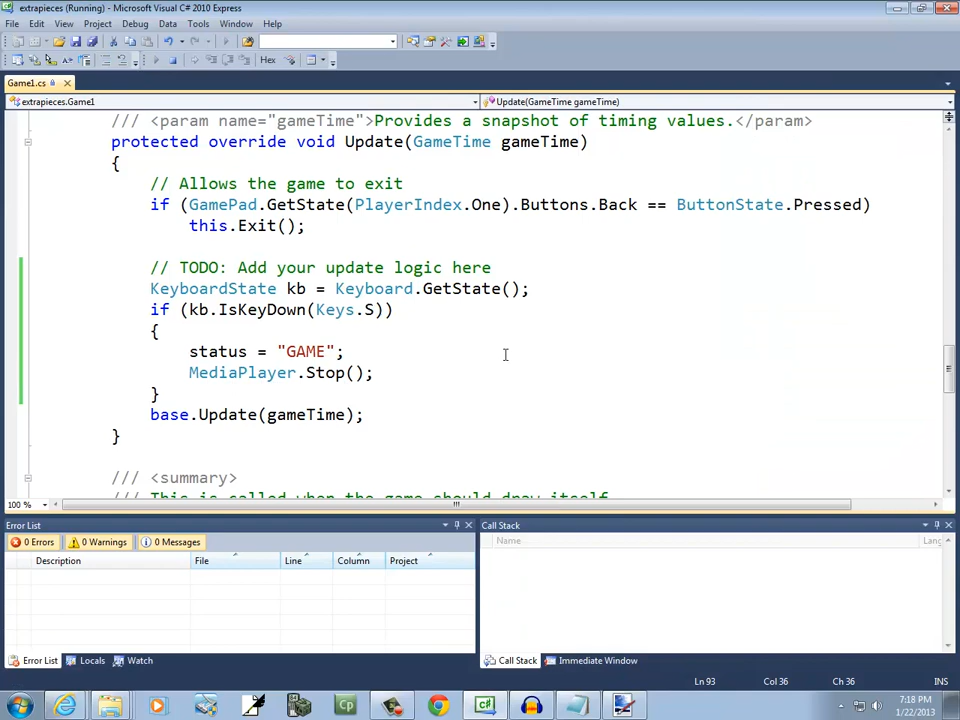 extrapieces (Running) - Microsoft Visual C# 2010 Express
File Edit View Project Debug Data Tools Window Help
Hex
Game1.cs
extrapieces.Game1 Update(GameTime gameTime)
/// <param name="gameTime">Provides a snapshot of timing values.</param>
protected override void Update(GameTime gameTime)
{
// Allows the game to exit
if (GamePad.GetState(PlayerIndex.One).Buttons.Back == ButtonState.Pressed)
this.Exit();
// TODO: Add your update logic here
KeyboardState kb = Keyboard.GetState();
if (kb.IsKeyDown(Keys.S))
{
status = "GAME";
MediaPlayer.Stop();
}
base.Update(gameTime);
}
/// <summary>
/// This is called when the game should draw itself
100 %
Error List Call Stack
0 Errors 0 Warnings 0 Messages Name Lang
Description File Line Column Project
Error List Locals Watch Call Stack Immediate Window
Ln 93 Col 36 Ch 36 INS
Cp
7:18 PM
1/22/2013